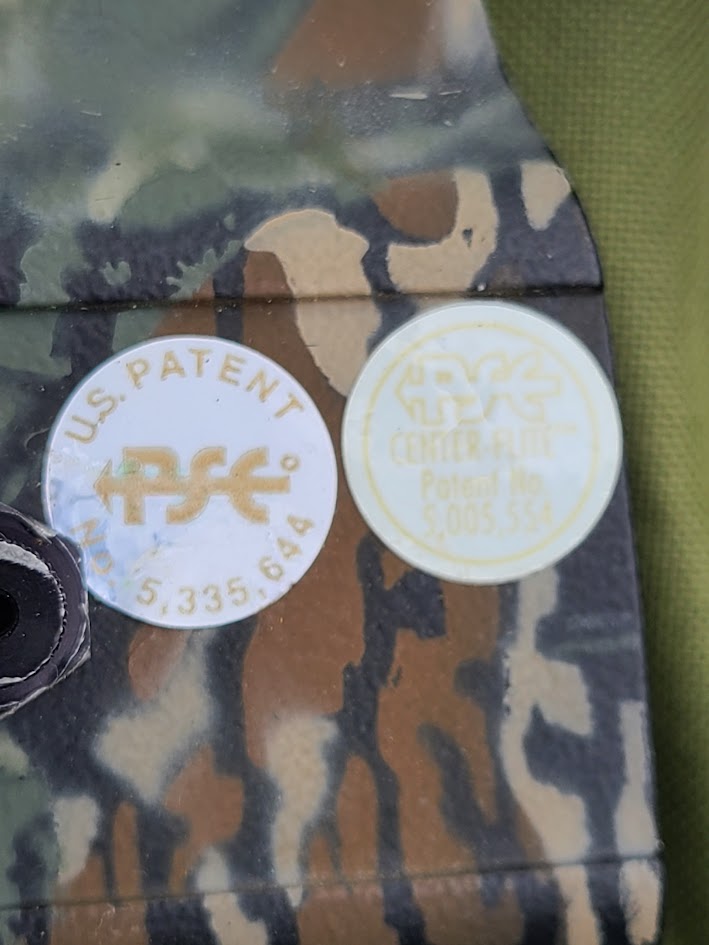 U.S. PATENT
PSE
NO 5,335,644
PSE
CENTER-FLITE
Patent No.
5,005,554